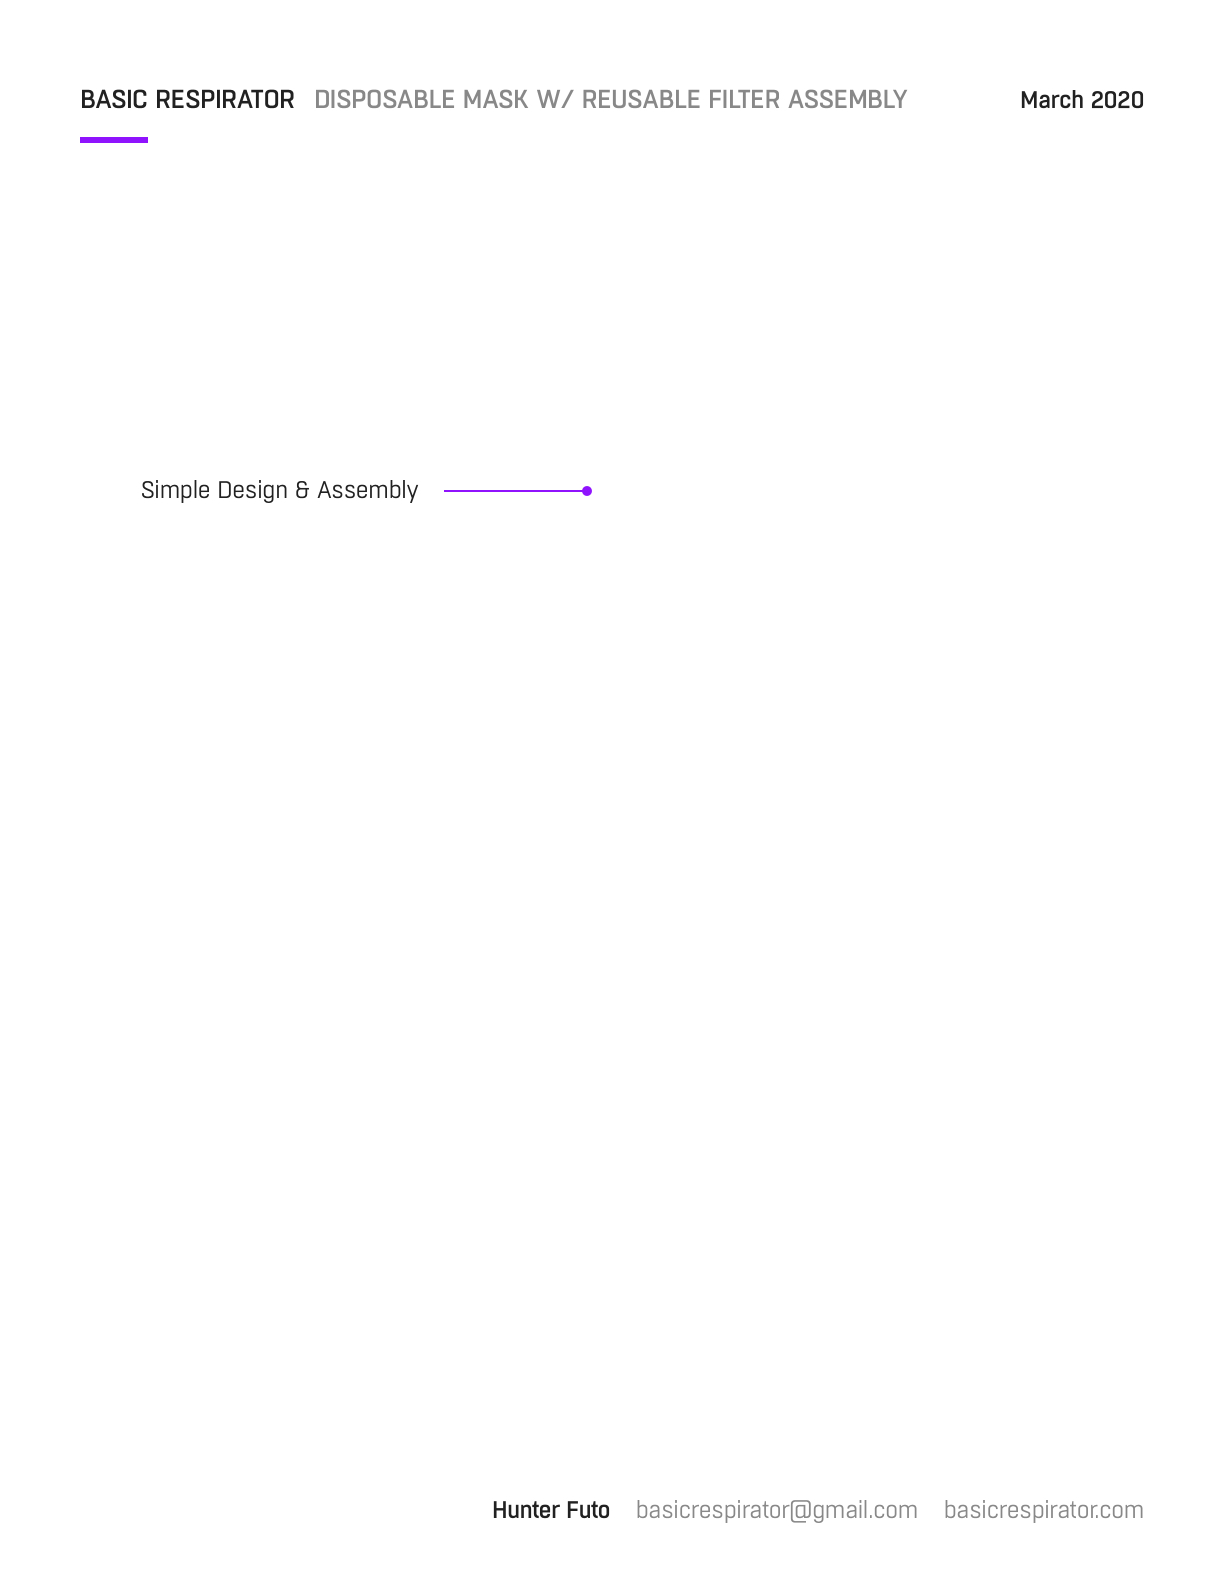 BASIC RESPIRATOR DISPOSABLE MASK W/ REUSABLE FILTER ASSEMBLY March 2020
Simple Design & Assembly
Hunter Futo basicrespirator@gmail.com basicrespirator.com